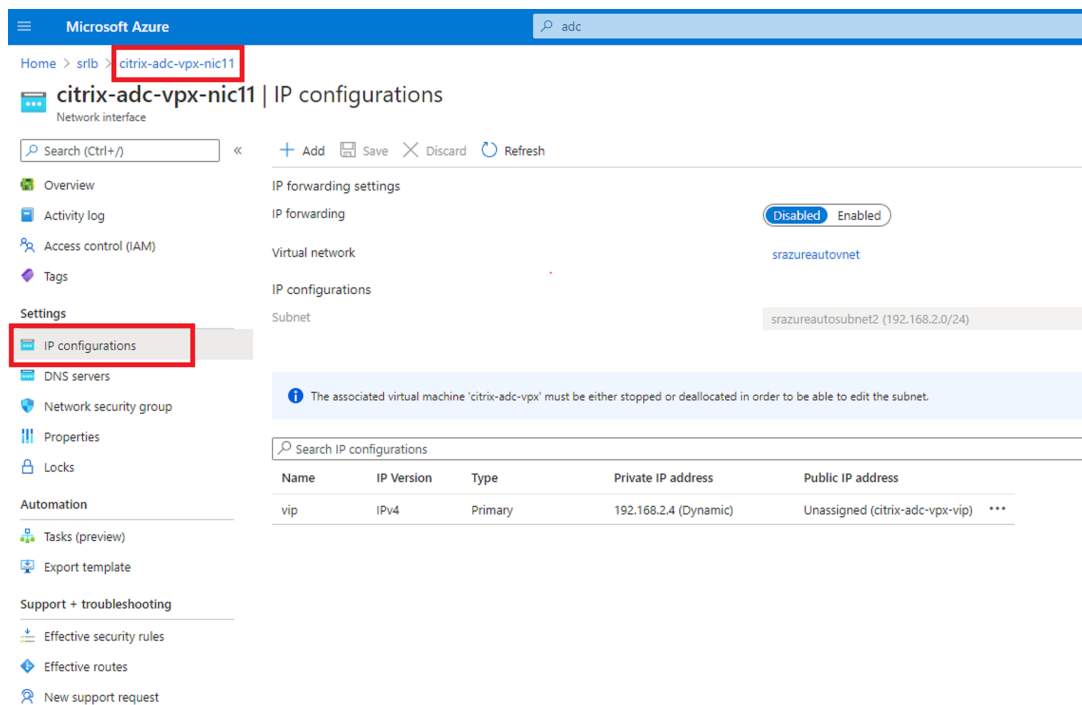 Microsoft Azure
adc
Home > srlb > citrix-adc-vpx-nic11
citrix-adc-vpx-nic11 | IP configurations
Network interface
Search (Ctrl+/)
«
Add Save Discard Refresh
IP forwarding settings
IP forwarding
Disabled Enabled
Virtual network
srazureautovnet
IP configurations
Subnet
srazureautosubnet2 (192.168.2.0/24)
The associated virtual machine 'citrix-adc-vpx' must be either stopped or deallocated in order to be able to edit the subnet.
Search IP configurations
Name IP Version Type Private IP address Public IP address
vip IPv4 Primary 192.168.2.4 (Dynamic) Unassigned (citrix-adc-vpx-vip) •••
Overview
Activity log
Access control (IAM)
Tags
Settings
IP configurations
DNS servers
Network security group
Properties
Locks
Automation
Tasks (preview)
Export template
Support + troubleshooting
Effective security rules
Effective routes
New support request